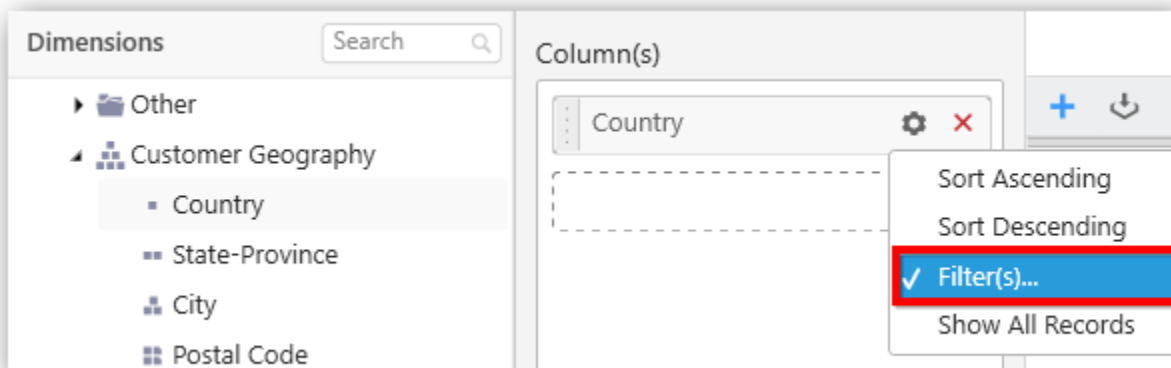 Dimensions
Search
Other
Customer Geography
Country
State-Province
City
Postal Code
Column(s)
Country
Sort Ascending
Sort Descending
Filter(s)...
Show All Records